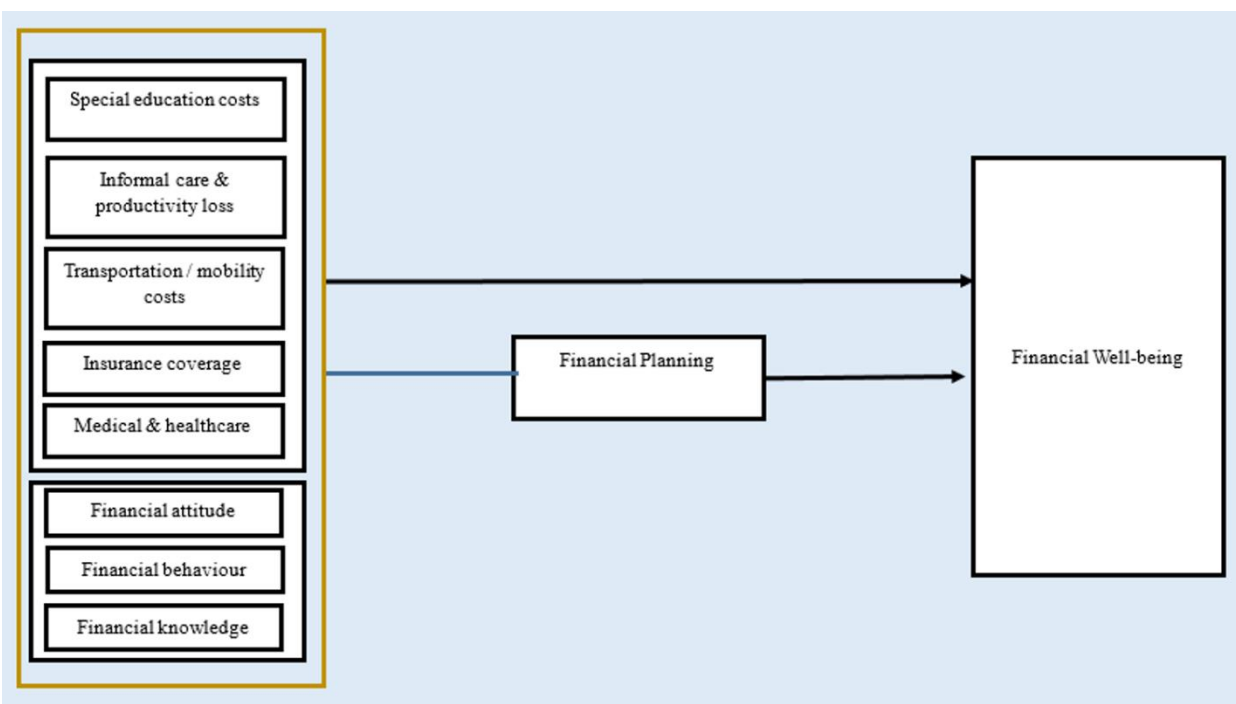 Special education costs
Informal care &
productivity loss
Transportation / mobility
costs
Insurance coverage
Medical & healthcare
Financial attitude
Financial behaviour
Financial knowledge
Financial Planning
Financial Well-being